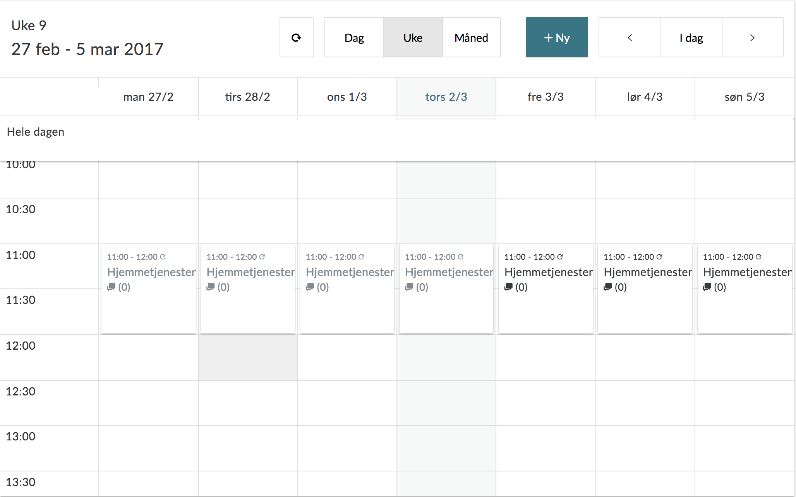 Uke 9
27 feb - 5 mar 2017
Dag Uke Måned + Ny < I dag >
man 27/2 tirs 28/2 ons 1/3 tors 2/3 fre 3/3 lør 4/3 søn 5/3
Hele dagen
10:00
10:30
11:00
11:30
12:00
12:30
13:00
13:30
11:00 - 12:00
Hjemmetjenester
(0)
11:00 - 12:00
Hjemmetjenester
(0)
11:00 - 12:00
Hjemmetjenester
(0)
11:00 - 12:00
Hjemmetjenester
(0)
11:00 - 12:00
Hjemmetjenester
(0)
11:00 - 12:00
Hjemmetjenester
(0)
11:00 - 12:00
Hjemmetjenester
(0)